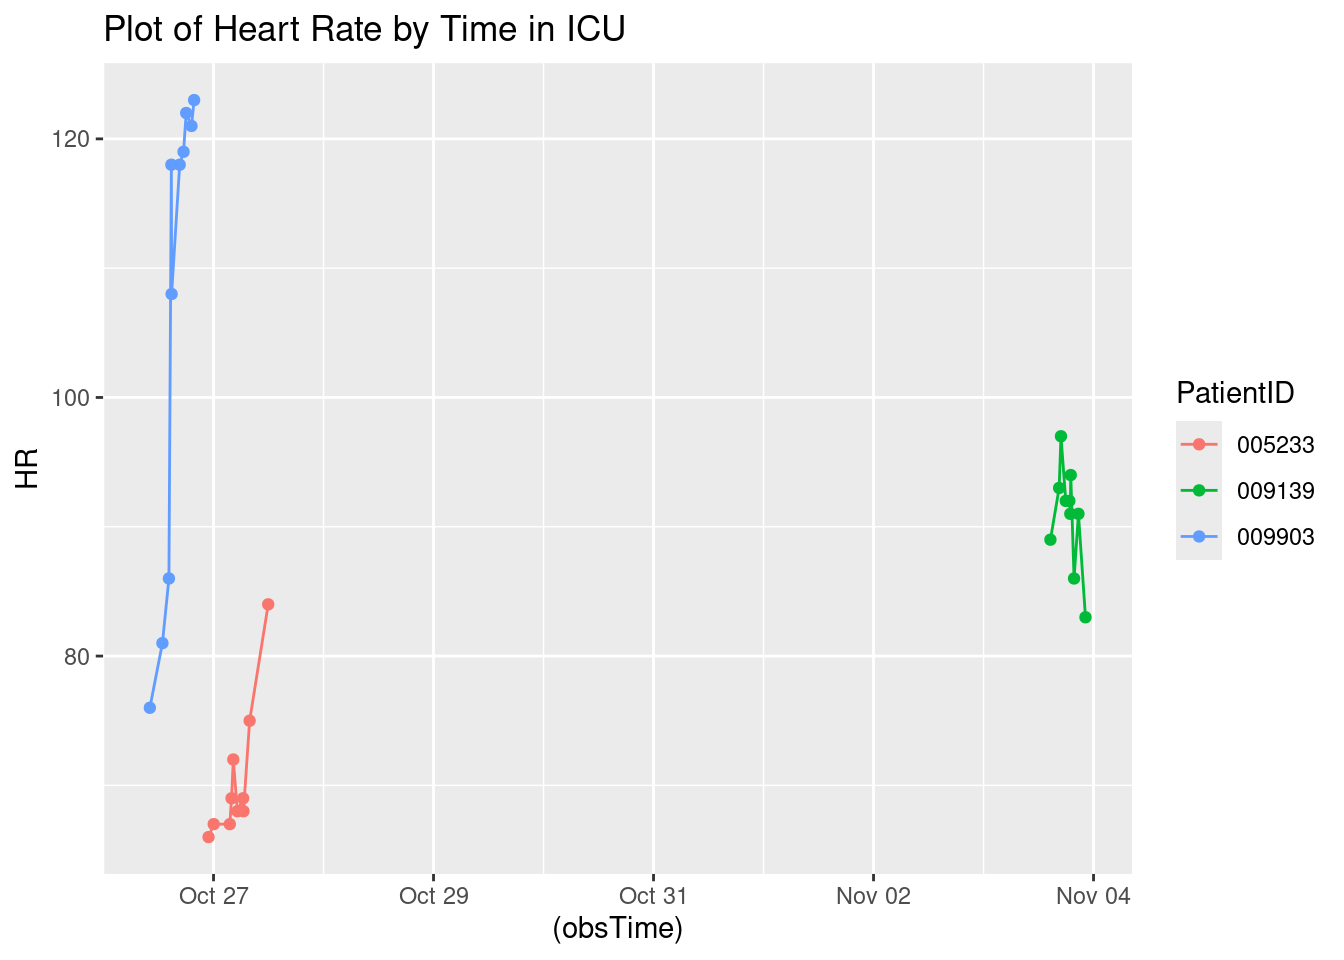 Plot of Heart Rate by Time in ICU
120
100
80
HR
Oct 27
Oct 29
Oct 31
Nov 02
Nov 04
(obsTime)
PatientID
005233
009139
009903